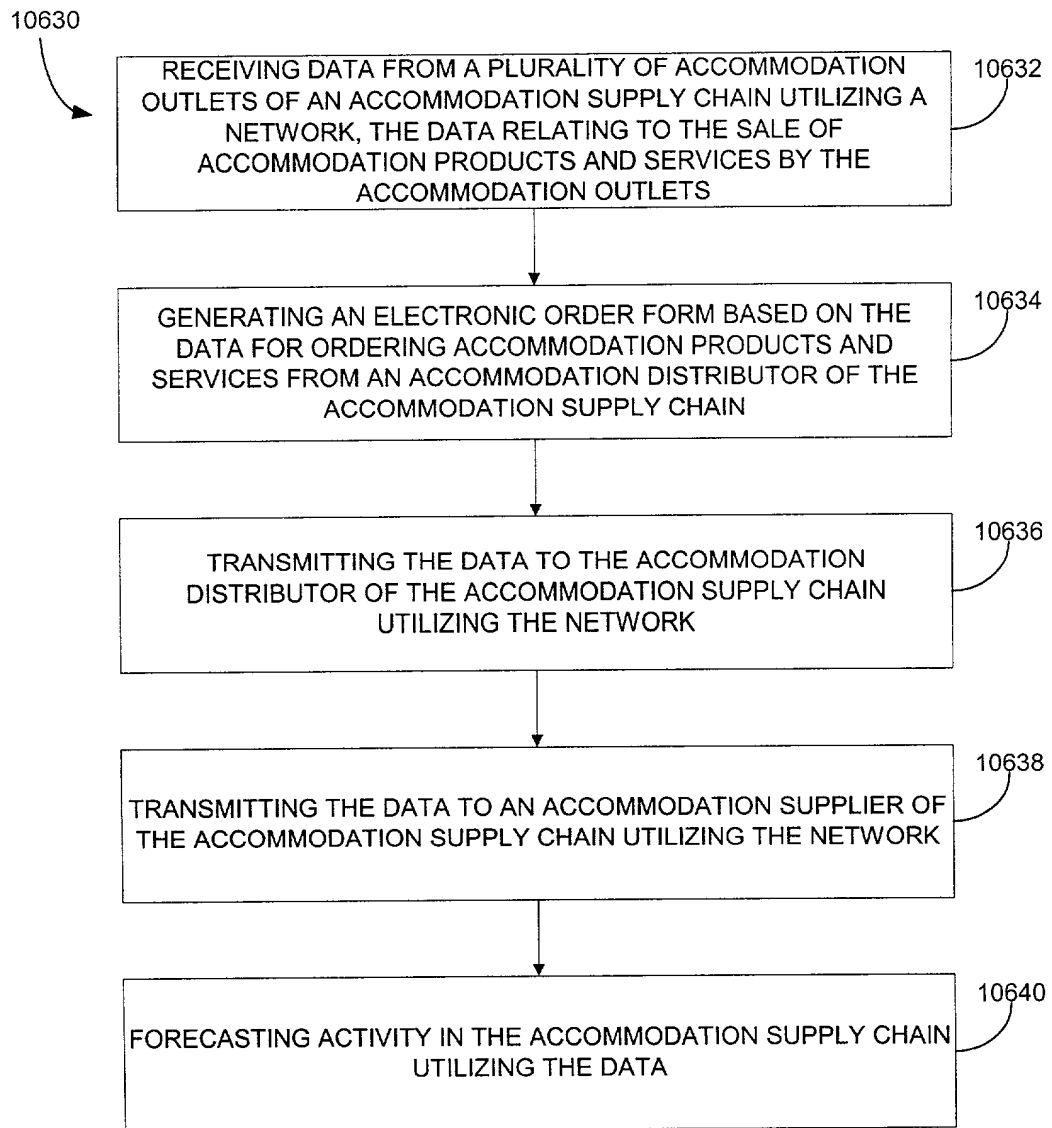 10630
RECEIVING DATA FROM A PLURALITY OF ACCOMMODATION
OUTLETS OF AN ACCOMMODATION SUPPLY CHAIN UTILIZING A
NETWORK, THE DATA RELATING TO THE SALE OF
ACCOMMODATION PRODUCTS AND SERVICES BY THE
ACCOMMODATION OUTLETS
10632
GENERATING AN ELECTRONIC ORDER FORM BASED ON THE
DATA FOR ORDERING ACCOMMODATION PRODUCTS AND
SERVICES FROM AN ACCOMMODATION DISTRIBUTOR OF THE
ACCOMMODATION SUPPLY CHAIN
10634
TRANSMITTING THE DATA TO THE ACCOMMODATION
DISTRIBUTOR OF THE ACCOMMODATION SUPPLY CHAIN
UTILIZING THE NETWORK
10636
TRANSMITTING THE DATA TO AN ACCOMMODATION SUPPLIER OF
THE ACCOMMODATION SUPPLY CHAIN UTILIZING THE NETWORK
10638
FORECASTING ACTIVITY IN THE ACCOMMODATION SUPPLY CHAIN
UTILIZING THE DATA
10640